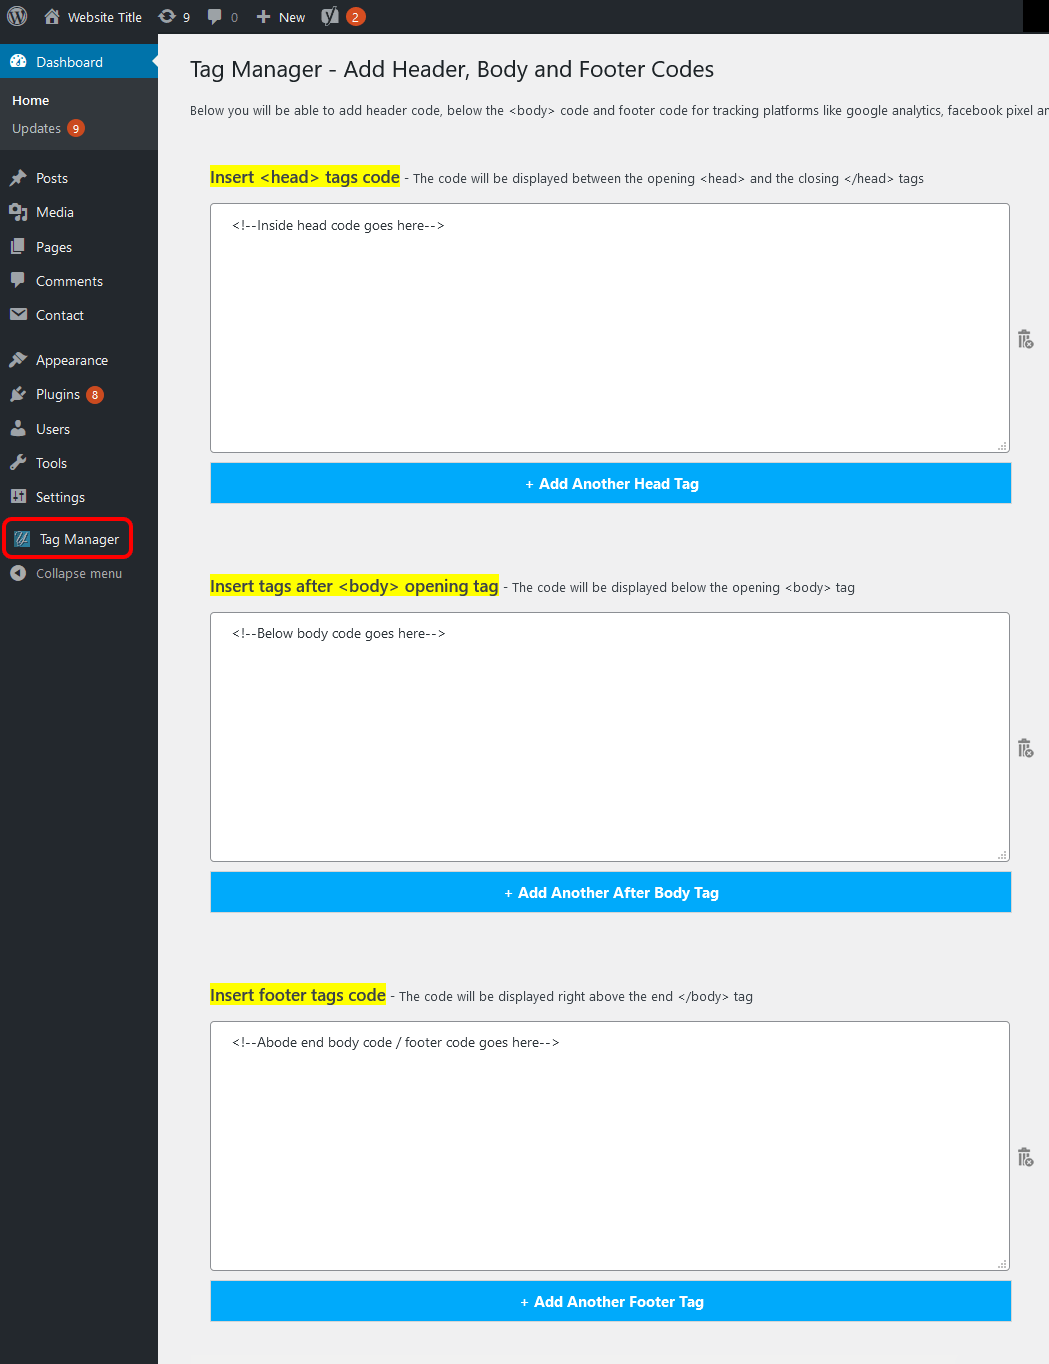 Website Title 9 0 + New 2
Dashboard
Home
Updates 9
Posts
Media
Pages
Comments
Contact
Appearance
Plugins 8
Users
Tools
Settings
Tag Manager
Collapse menu
Tag Manager - Add Header, Body and Footer Codes
Below you will be able to add header code, below the <body> code and footer code for tracking platforms like google analytics, facebook pixel
Insert <head> tags code - The code will be displayed between the opening <head> and the closing </head> tags
<!--Inside head code goes here-->
+ Add Another Head Tag
Insert tags after <body> opening tag - The code will be displayed below the opening <body> tag
<!--Below body code goes here-->
+ Add Another After Body Tag
Insert footer tags code - The code will be displayed right above the end </body> tag
<!--Abode end body code / footer code goes here-->
+ Add Another Footer Tag